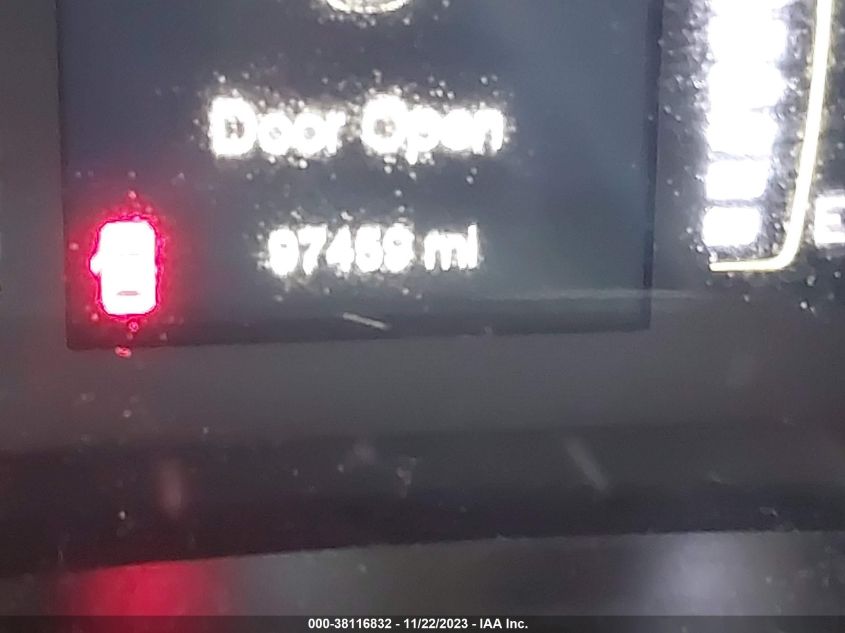 Door Open
97459 mi
E
000-38116832 - 11/22/2023 - IAA Inc.